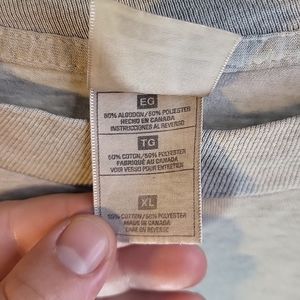 EG
50% ALGODON/50% POLIESTER
HECHO EN CANADA
INSTRUCCIONES AL REVERSO
TG
50% COTON/50% POLYESTER
FABRIQUÉ AU CANADA
VOIR VERSO POUR ENTRETIEN
XL
50% COTTON/50% POLYESTER
MADE IN CANADA
CARE ON REVERSE